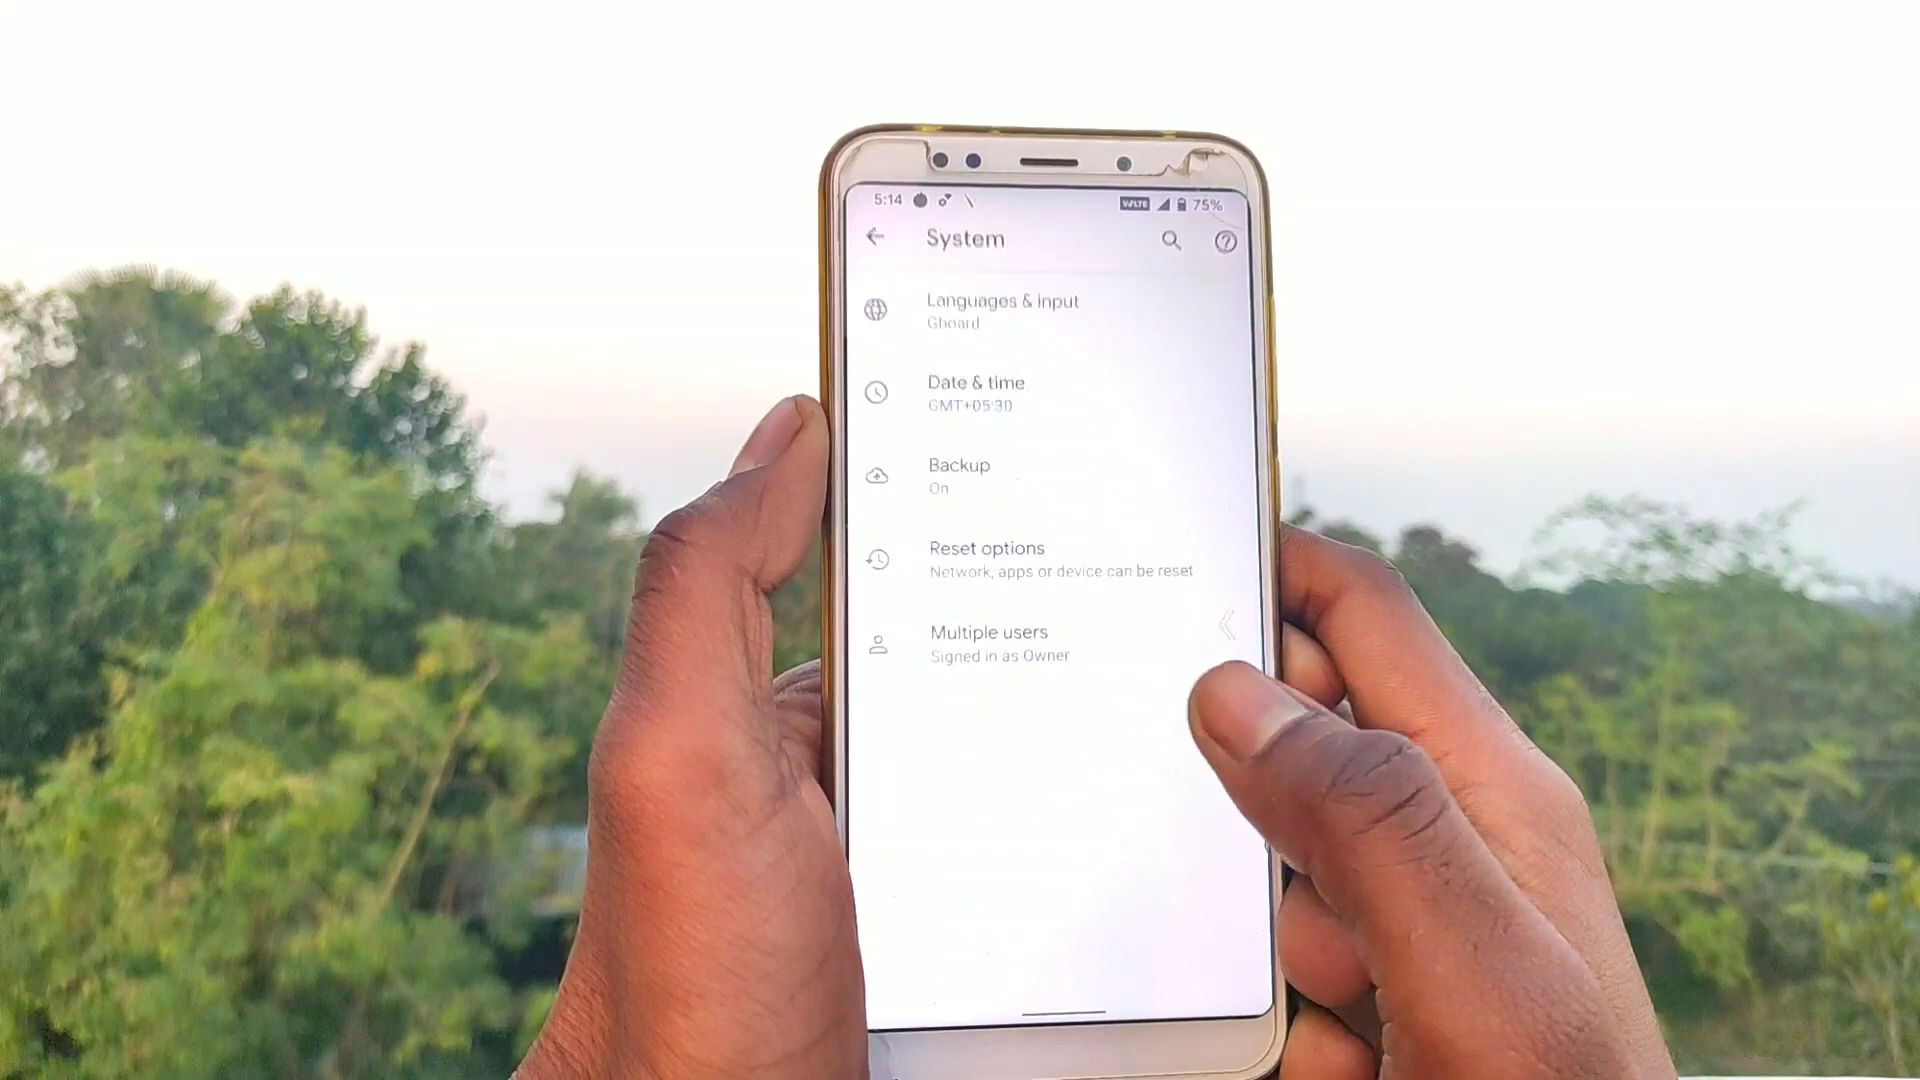 5:14 VoLTE 75%
System
Languages & input
Gboard
Date & time
GMT+05:30
Backup
On
Reset options
Network, apps or device can be reset
Multiple users
Signed in as Owner